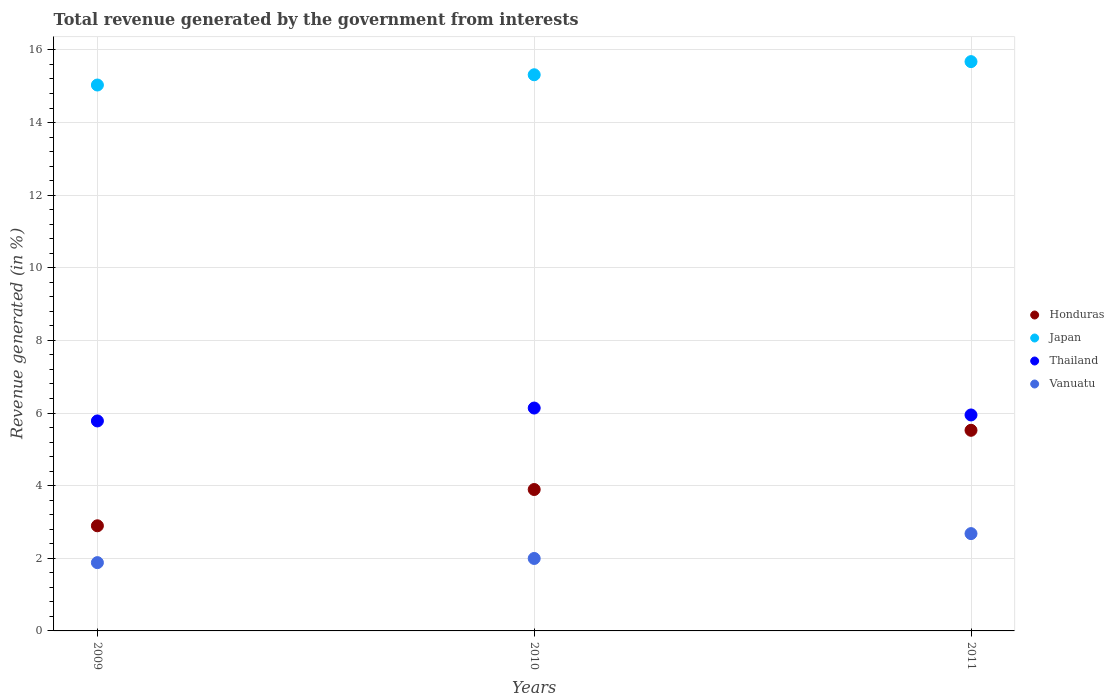 Total revenue generated by the government from interests
Revenue generated (in %)
16
14
12
10
8
6
4
2
0
2009
2010
2011
Years
Honduras
Japan
Thailand
Vanuatu